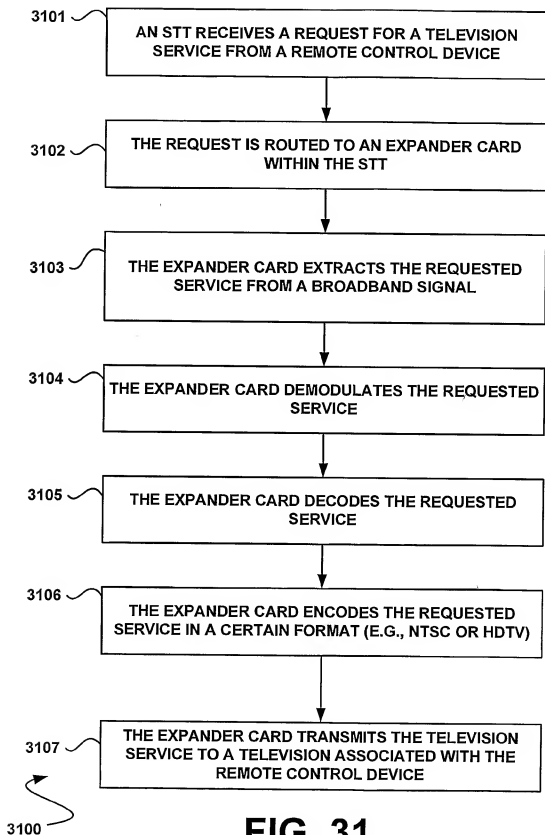 3101
AN STT RECEIVES A REQUEST FOR A TELEVISION
SERVICE FROM A REMOTE CONTROL DEVICE
3102
THE REQUEST IS ROUTED TO AN EXPANDER CARD
WITHIN THE STT
3103
THE EXPANDER CARD EXTRACTS THE REQUESTED
SERVICE FROM A BROADBAND SIGNAL
3104
THE EXPANDER CARD DEMODULATES THE REQUESTED
SERVICE
3105
THE EXPANDER CARD DECODES THE REQUESTED
SERVICE
3106
THE EXPANDER CARD ENCODES THE REQUESTED
SERVICE IN A CERTAIN FORMAT (E.G., NTSC OR HDTV)
3107
THE EXPANDER CARD TRANSMITS THE TELEVISION
SERVICE TO A TELEVISION ASSOCIATED WITH THE
REMOTE CONTROL DEVICE
3100
FIG. 31